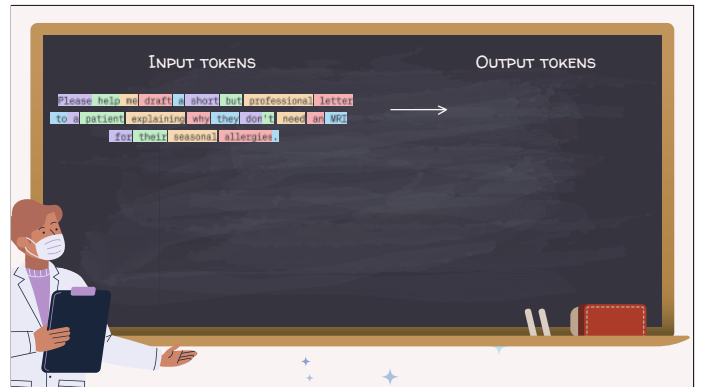 Input tokens
Output tokens
Please help me draft a short but professional letter
to a patient explaining why they don't need an MRI
for their seasonal allergies.